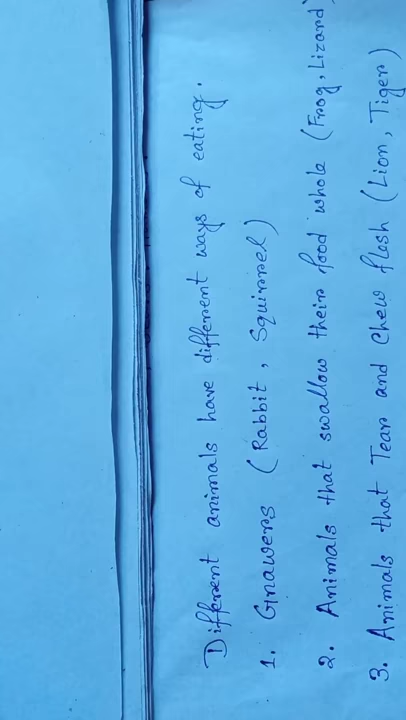 Different animals have different ways of eating.
1. Gnawers (Rabbit, Squirrel)
2. Animals that swallow their food whole (Frog, Lizard)
3. Animals that Tear and Chew flesh (Lion, Tiger)